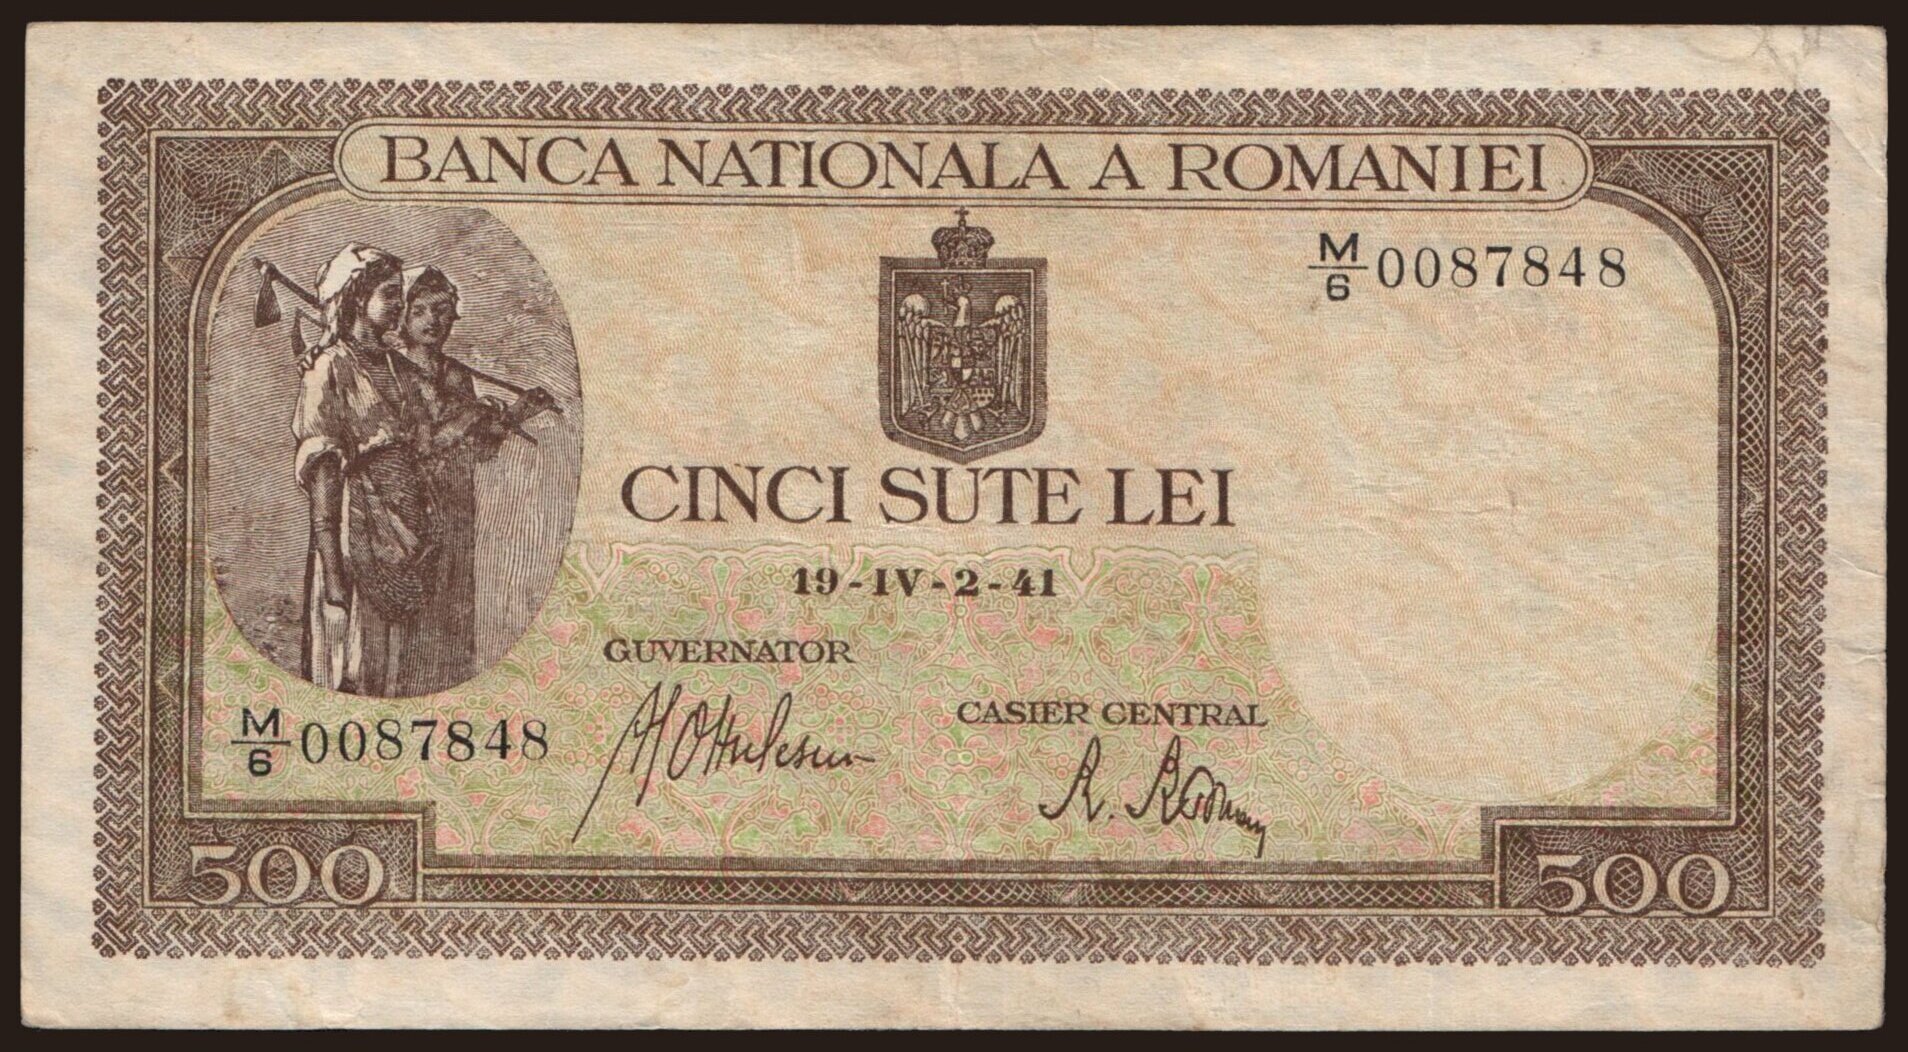 BANCA NATIONALA A ROMANIEI
M/6 0087848
CINCI SUTE LEI
19-IV-2-41
GUVERNATOR
CASIER CENTRAL
M/6 0087848
500
500